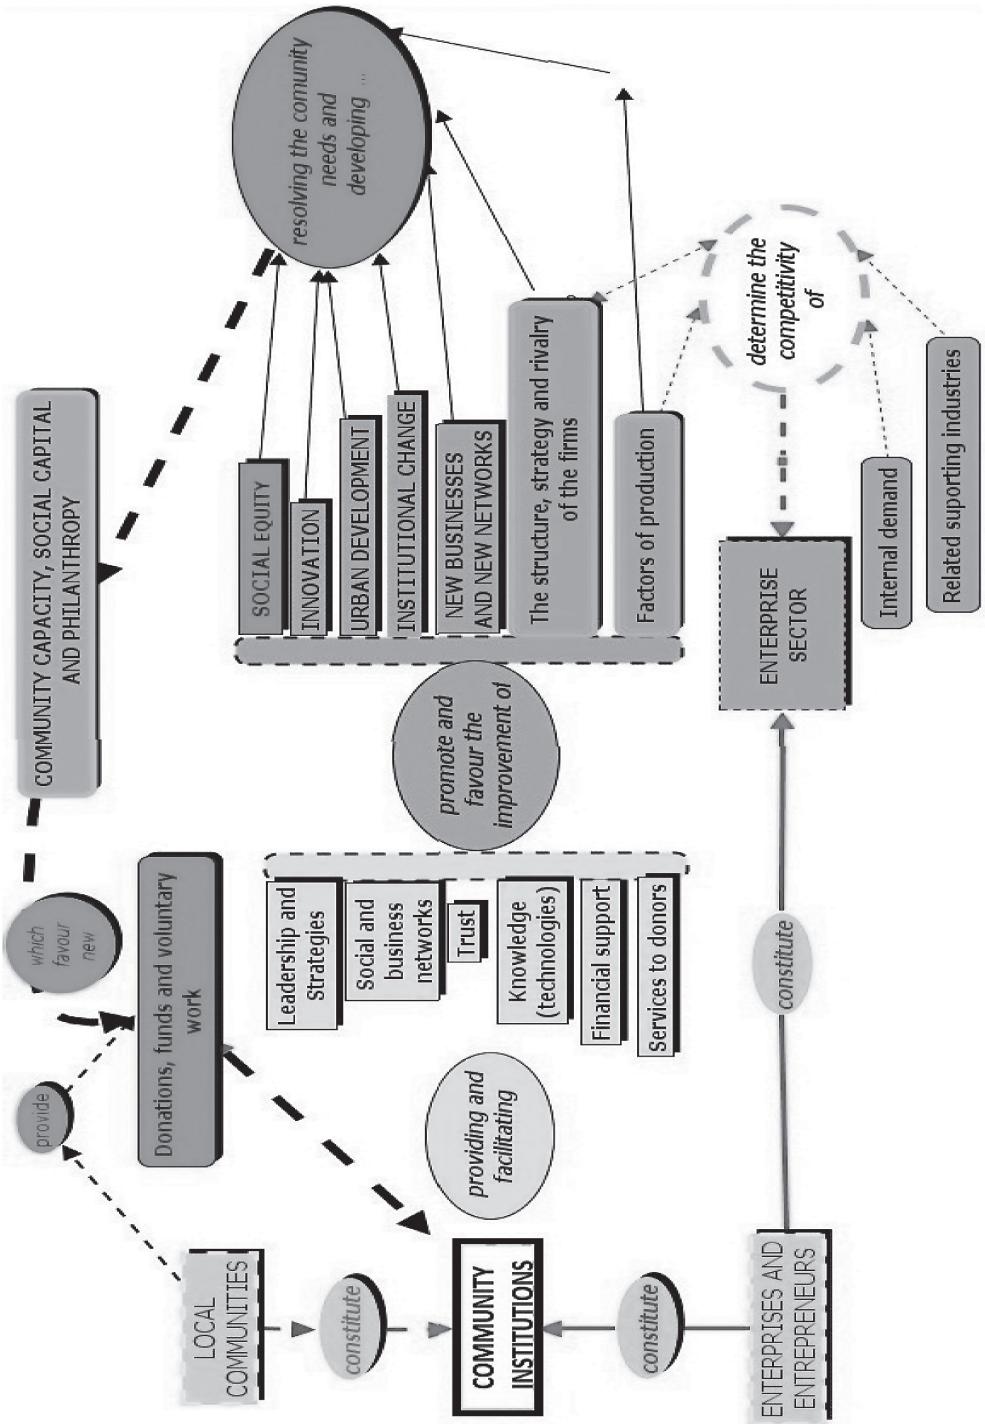 COMMUNITY CAPACITY, SOCIAL CAPITAL
AND PHILANTHROPY
which
favour
new
provide
Donations, funds and voluntary
work
LOCAL
COMMUNITIES
constitute
COMMUNITY
INSTITUTIONS
constitute
ENTERPRISES AND
ENTREPRENEURS
providing and
facilitating
Leadership and
Strategies
Social and
business
networks
Trust
Knowledge
(technologies)
Financial support
Services to donors
promote and
favour the
improvement of
SOCIAL EQUITY
INNOVATION
URBAN DEVELOPMENT
INSTITUTIONAL CHANGE
NEW BUSINESSES
AND NEW NETWORKS
The structure, strategy and rivalry
of the firms
Factors of production
resolving the comunity
needs and
developing ...
constitute
ENTERPRISE
SECTOR
determine the
competitivity
of
Internal demand
Related supporting industries